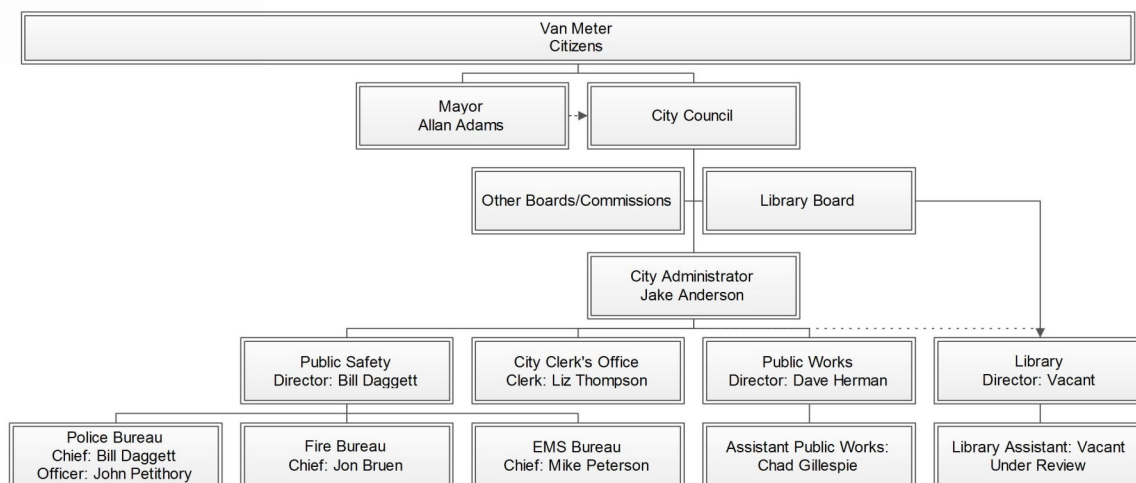 Van Meter
Citizens
Mayor
Allan Adams
City Council
Other Boards/Commissions
Library Board
City Administrator
Jake Anderson
Public Safety
Director: Bill Daggett
City Clerk's Office
Clerk: Liz Thompson
Public Works
Director: Dave Herman
Library
Director: Vacant
Police Bureau
Chief: Bill Daggett
Officer: John Petithory
Fire Bureau
Chief: Jon Bruen
EMS Bureau
Chief: Mike Peterson
Assistant Public Works:
Chad Gillespie
Library Assistant: Vacant
Under Review